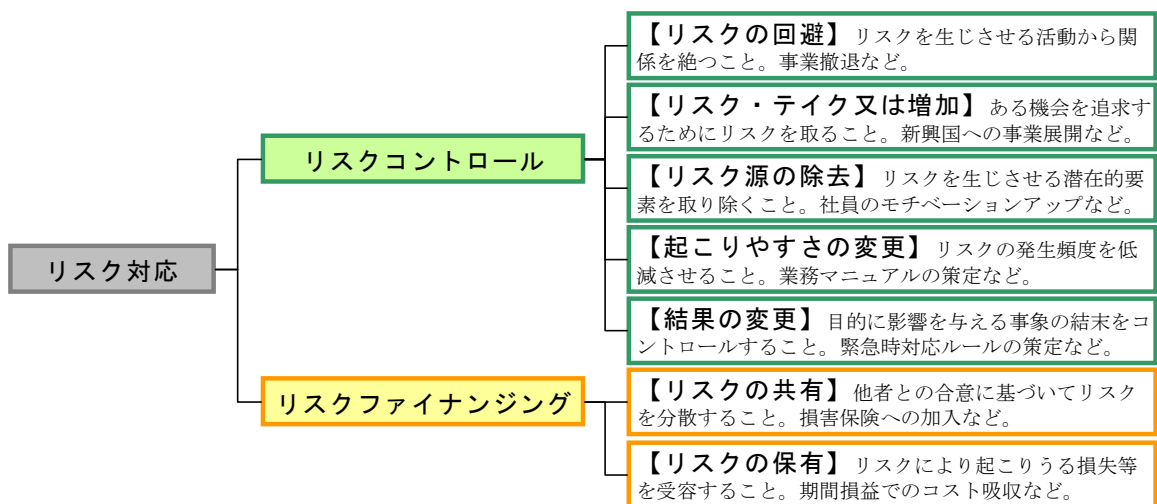 【リスクの回避】リスクを生じさせる活動から関
係を絶つこと。事業撤退など。
【リスク・テイク又は増加】ある機会を追求す
るためにリスクを取ること。新興国への事業展開など。
リスクコントロール
【リスク源の除去】リスクを生じさせる潜在的要
素を取り除くこと。社員のモチベーションアップなど。
リスク対応
【起こりやすさの変更】リスクの発生頻度を低
減させること。業務マニュアルの策定など。
【結果の変更】目的に影響を与える事象の結末をコ
ントロールすること。緊急時対応ルールの策定など。
リスクファイナンジング
【リスクの共有】他者との合意に基づいてリスク
を分散すること。損害保険への加入など。
【リスクの保有】リスクにより起こりうる損失等
を受容すること。期間損益でのコスト吸収など。